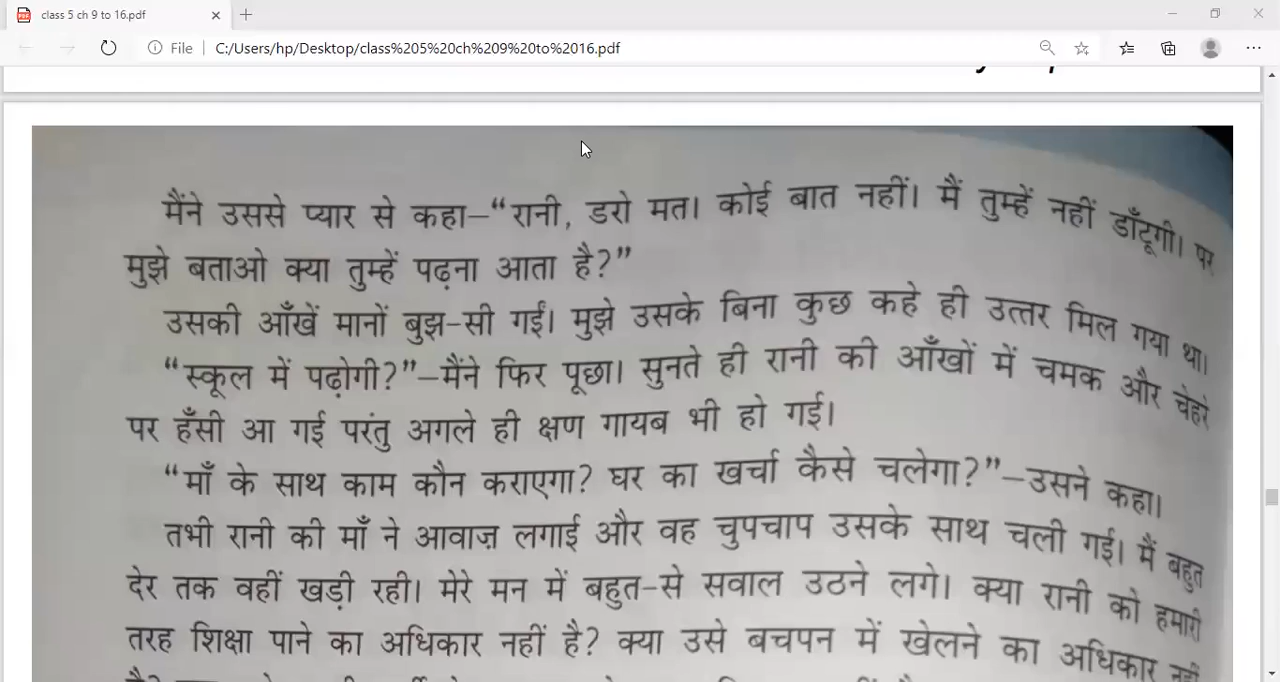 class 5 ch 9 to 16.pdf
File
C:/Users/hp/Desktop/class%205%20ch%209%20to%2016.pdf
मैंने उससे प्यार से कहा–“रानी, डरो मत। कोई बात नहीं। मैं तुम्हें नहीं डाँटूगी। पर
मुझे बताओ क्या तुम्हें पढ़ना आता है?”
उसकी आँखें मानों बुझ-सी गईं। मुझे उसके बिना कुछ कहे ही उत्तर मिल गया था।
“स्कूल में पढ़ोगी?”–मैंने फिर पूछा। सुनते ही रानी की आँखों में चमक और चेहरे
पर हँसी आ गई परंतु अगले ही क्षण गायब भी हो गई।
“माँ के साथ काम कौन कराएगा? घर का खर्चा कैसे चलेगा?”–उसने कहा।
तभी रानी की माँ ने आवाज़ लगाई और वह चुपचाप उसके साथ चली गई। मैं बहुत
देर तक वहीं खड़ी रही। मेरे मन में बहुत-से सवाल उठने लगे। क्या रानी को हमारी
तरह शिक्षा पाने का अधिकार नहीं है? क्या उसे बचपन में खेलने का अधिकार नहीं